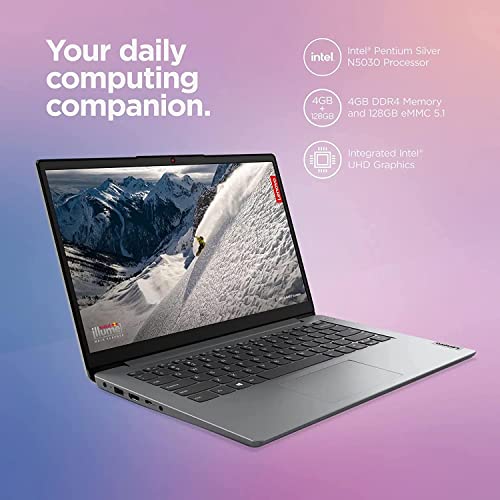 Your daily
computing
companion.
intel.
Intel® Pentium Silver
N5030 Processor
4GB
+
128GB
4GB DDR4 Memory
and 128GB eMMC 5.1
Integrated Intel®
UHD Graphics
Lenovo